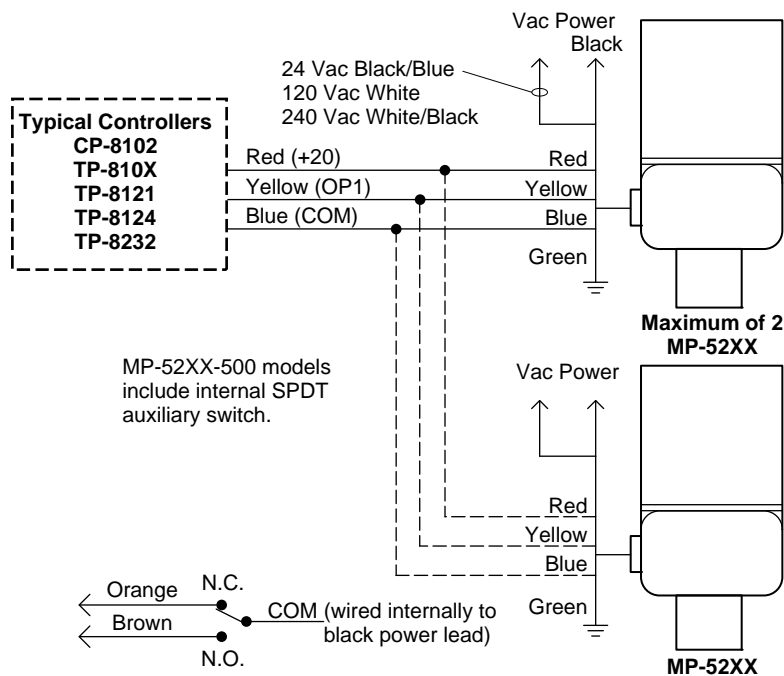 Vac Power
Black
24 Vac Black/Blue
120 Vac White
240 Vac White/Black
Typical Controllers
CP-8102
TP-810X
TP-8121
TP-8124
TP-8232
Red (+20)
Yellow (OP1)
Blue (COM)
Red
Yellow
Blue
Green
Maximum of 2
MP-52XX
MP-52XX-500 models
include internal SPDT
auxiliary switch.
Vac Power
Red
Yellow
Blue
Green
MP-52XX
Orange
N.C.
Brown
N.O.
COM (wired internally to
black power lead)